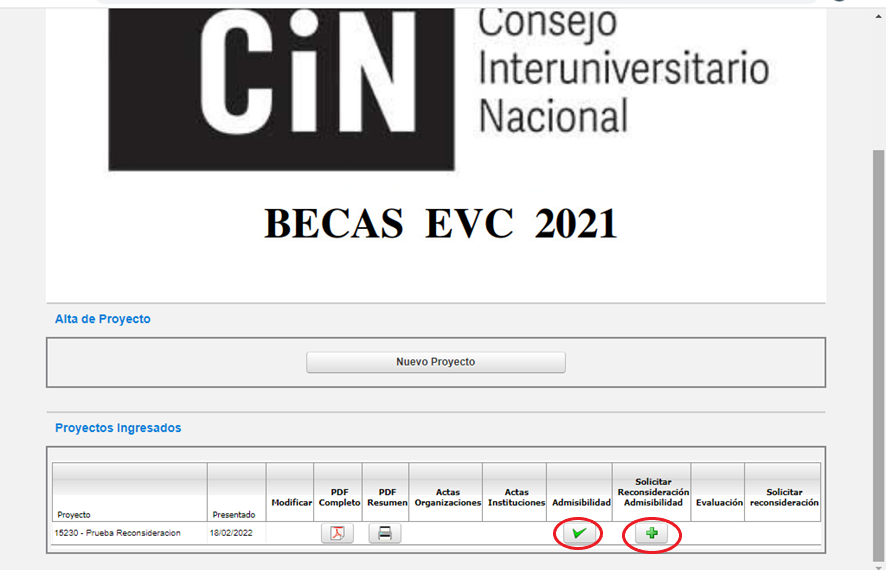 CiN
Consejo
Interuniversitario
Nacional
BECAS EVC 2021
Alta de Proyecto
Nuevo Proyecto
Proyectos Ingresados
Proyecto
Presentado
Modificar
PDF
Completo
PDF
Resumen
Actas
Organizaciones
Actas
Instituciones
Admisibilidad
Solicitar
Reconsideración
Admisibilidad
Evaluación
Solicitar
reconsideración
15230 - Prueba Reconsideracion
18/02/2022